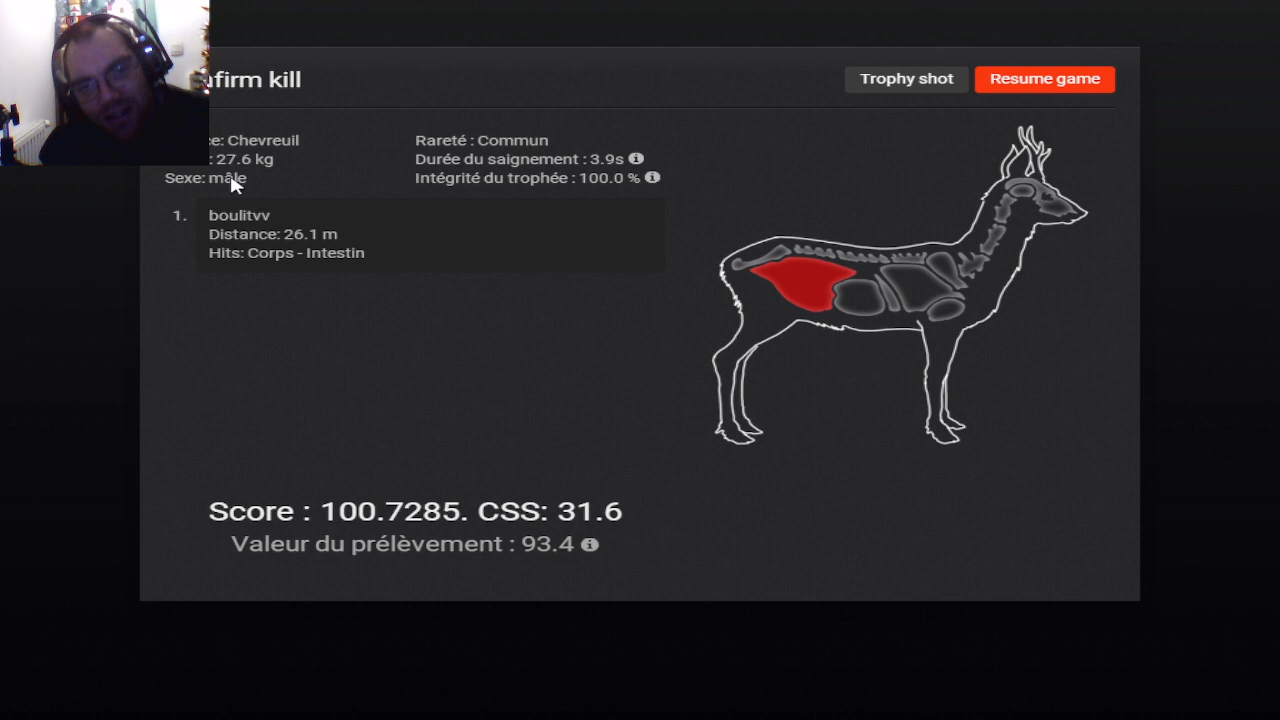 nfirm kill
Trophy shot
Resume game
ce: Chevreuil
: 27.6 kg
Sexe: mâle
Rareté : Commun
Durée du saignement : 3.9s
Intégrité du trophée : 100.0 %
1. boulitvv
Distance: 26.1 m
Hits: Corps - Intestin
Score : 100.7285. CSS: 31.6
Valeur du prélèvement : 93.4